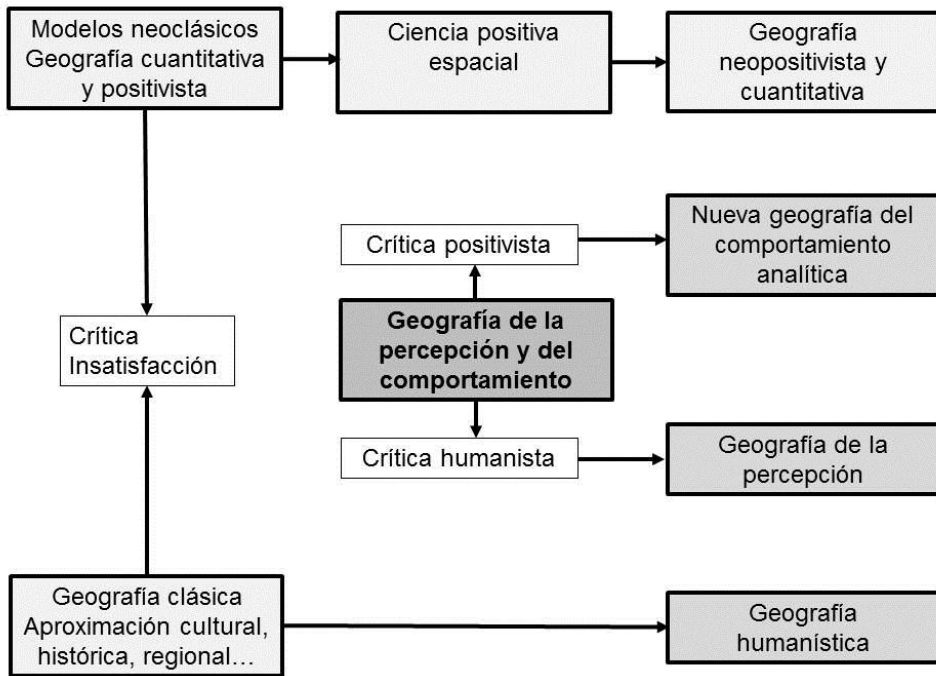 Modelos neoclásicos
Geografía cuantitativa
y positivista
Ciencia positiva
espacial
Geografía
neopositivista y
cuantitativa
Crítica positivista
Nueva geografía del
comportamiento
analítica
Crítica
Insatisfacción
Geografía de la
percepción y del
comportamiento
Crítica humanista
Geografía de la
percepción
Geografía clásica
Aproximación cultural,
histórica, regional…
Geografía
humanística